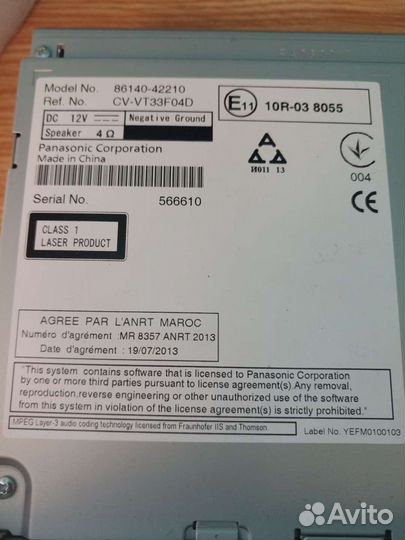 Model No. 86140-42210
Ref. No. CV-VT33F04D
DC 12V Negative Ground
Speaker 4 Ω
E11 10R-03 8055
Panasonic Corporation
Made in China
И011 13
004
Serial No. 566610
CE
CLASS 1
LASER PRODUCT
AGREE PAR L'ANRT MAROC
Numéro d'agrément : MR 8357 ANRT 2013
Date d'agrément : 19/07/2013
"This system contains software that is licensed to Panasonic Corporation
by one or more third parties pursuant to license agreement(s). Any removal,
reproduction,reverse engineering or other unauthorized use of the software
from this system in violation of the license agreement(s) is strictly prohibited."
MPEG Layer-3 audio coding technology licensed from Fraunhofer IIS and Thomson.
Label No. YEFM0100103
Avito